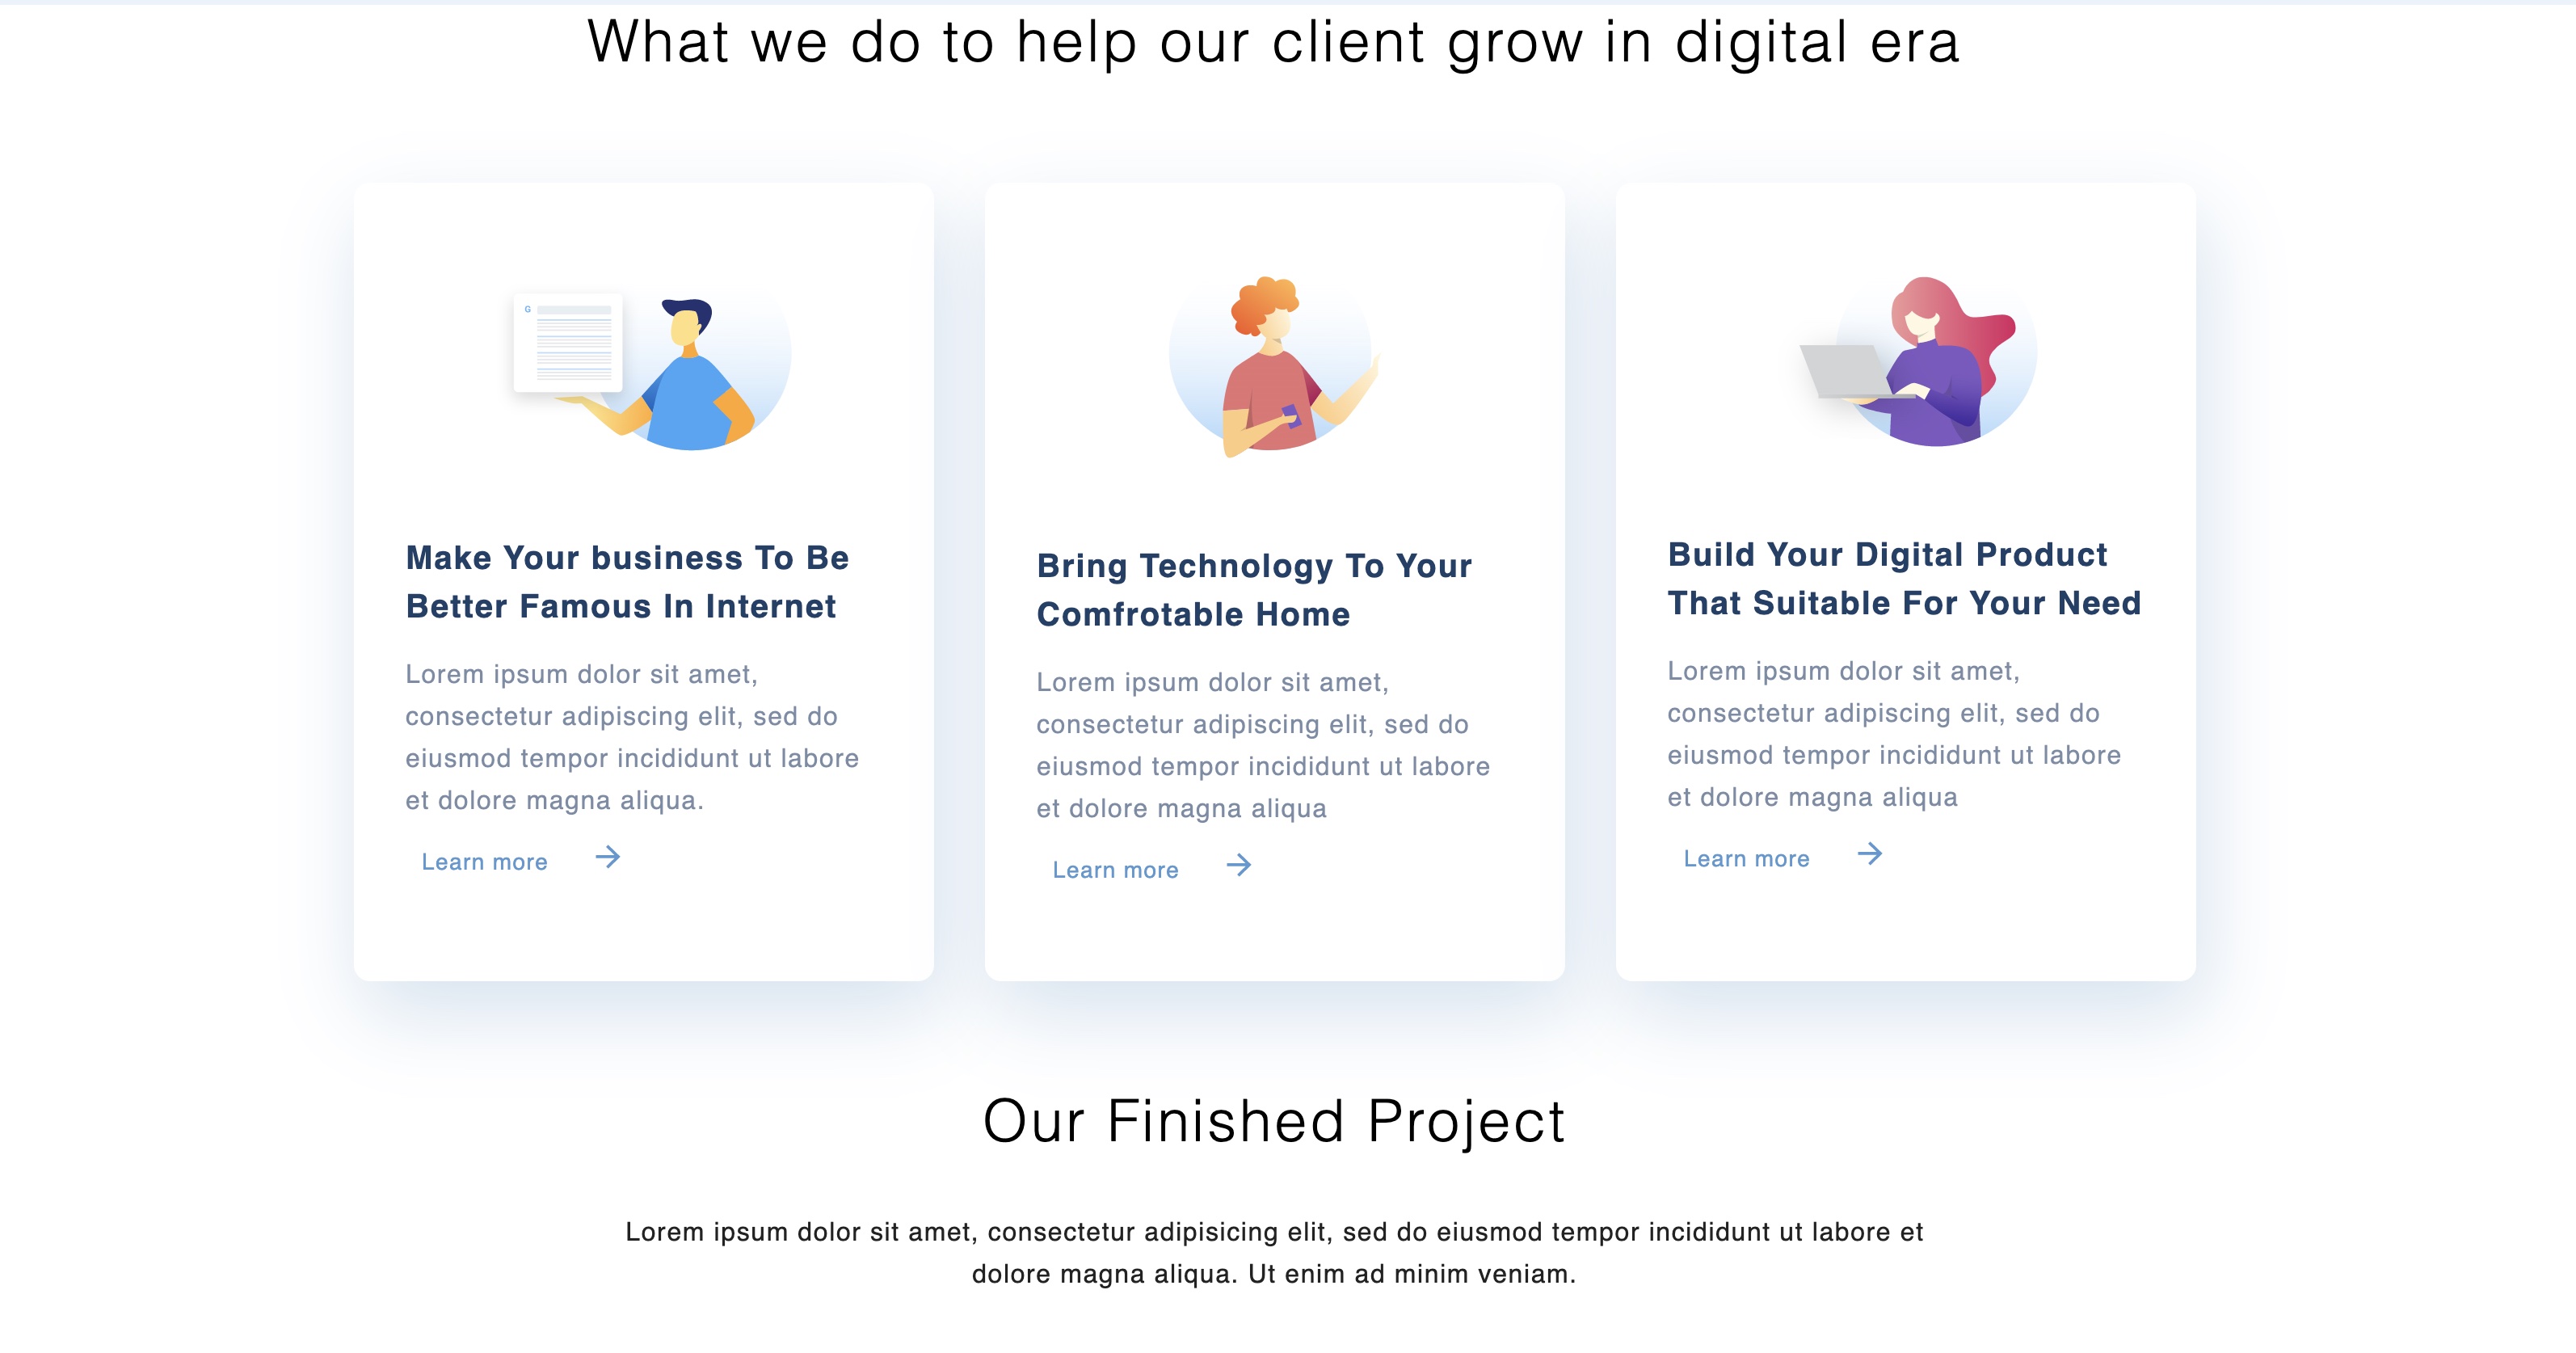 What we do to help our client grow in digital era
G
Make Your business To Be
Better Famous In Internet
Lorem ipsum dolor sit amet,
consectetur adipiscing elit, sed do
eiusmod tempor incididunt ut labore
et dolore magna aliqua.
Learn more
Bring Technology To Your
Comfrotable Home
Lorem ipsum dolor sit amet,
consectetur adipiscing elit, sed do
eiusmod tempor incididunt ut labore
et dolore magna aliqua
Learn more
Build Your Digital Product
That Suitable For Your Need
Lorem ipsum dolor sit amet,
consectetur adipiscing elit, sed do
eiusmod tempor incididunt ut labore
et dolore magna aliqua
Learn more
Our Finished Project
Lorem ipsum dolor sit amet, consectetur adipisicing elit, sed do eiusmod tempor incididunt ut labore et
dolore magna aliqua. Ut enim ad minim veniam.